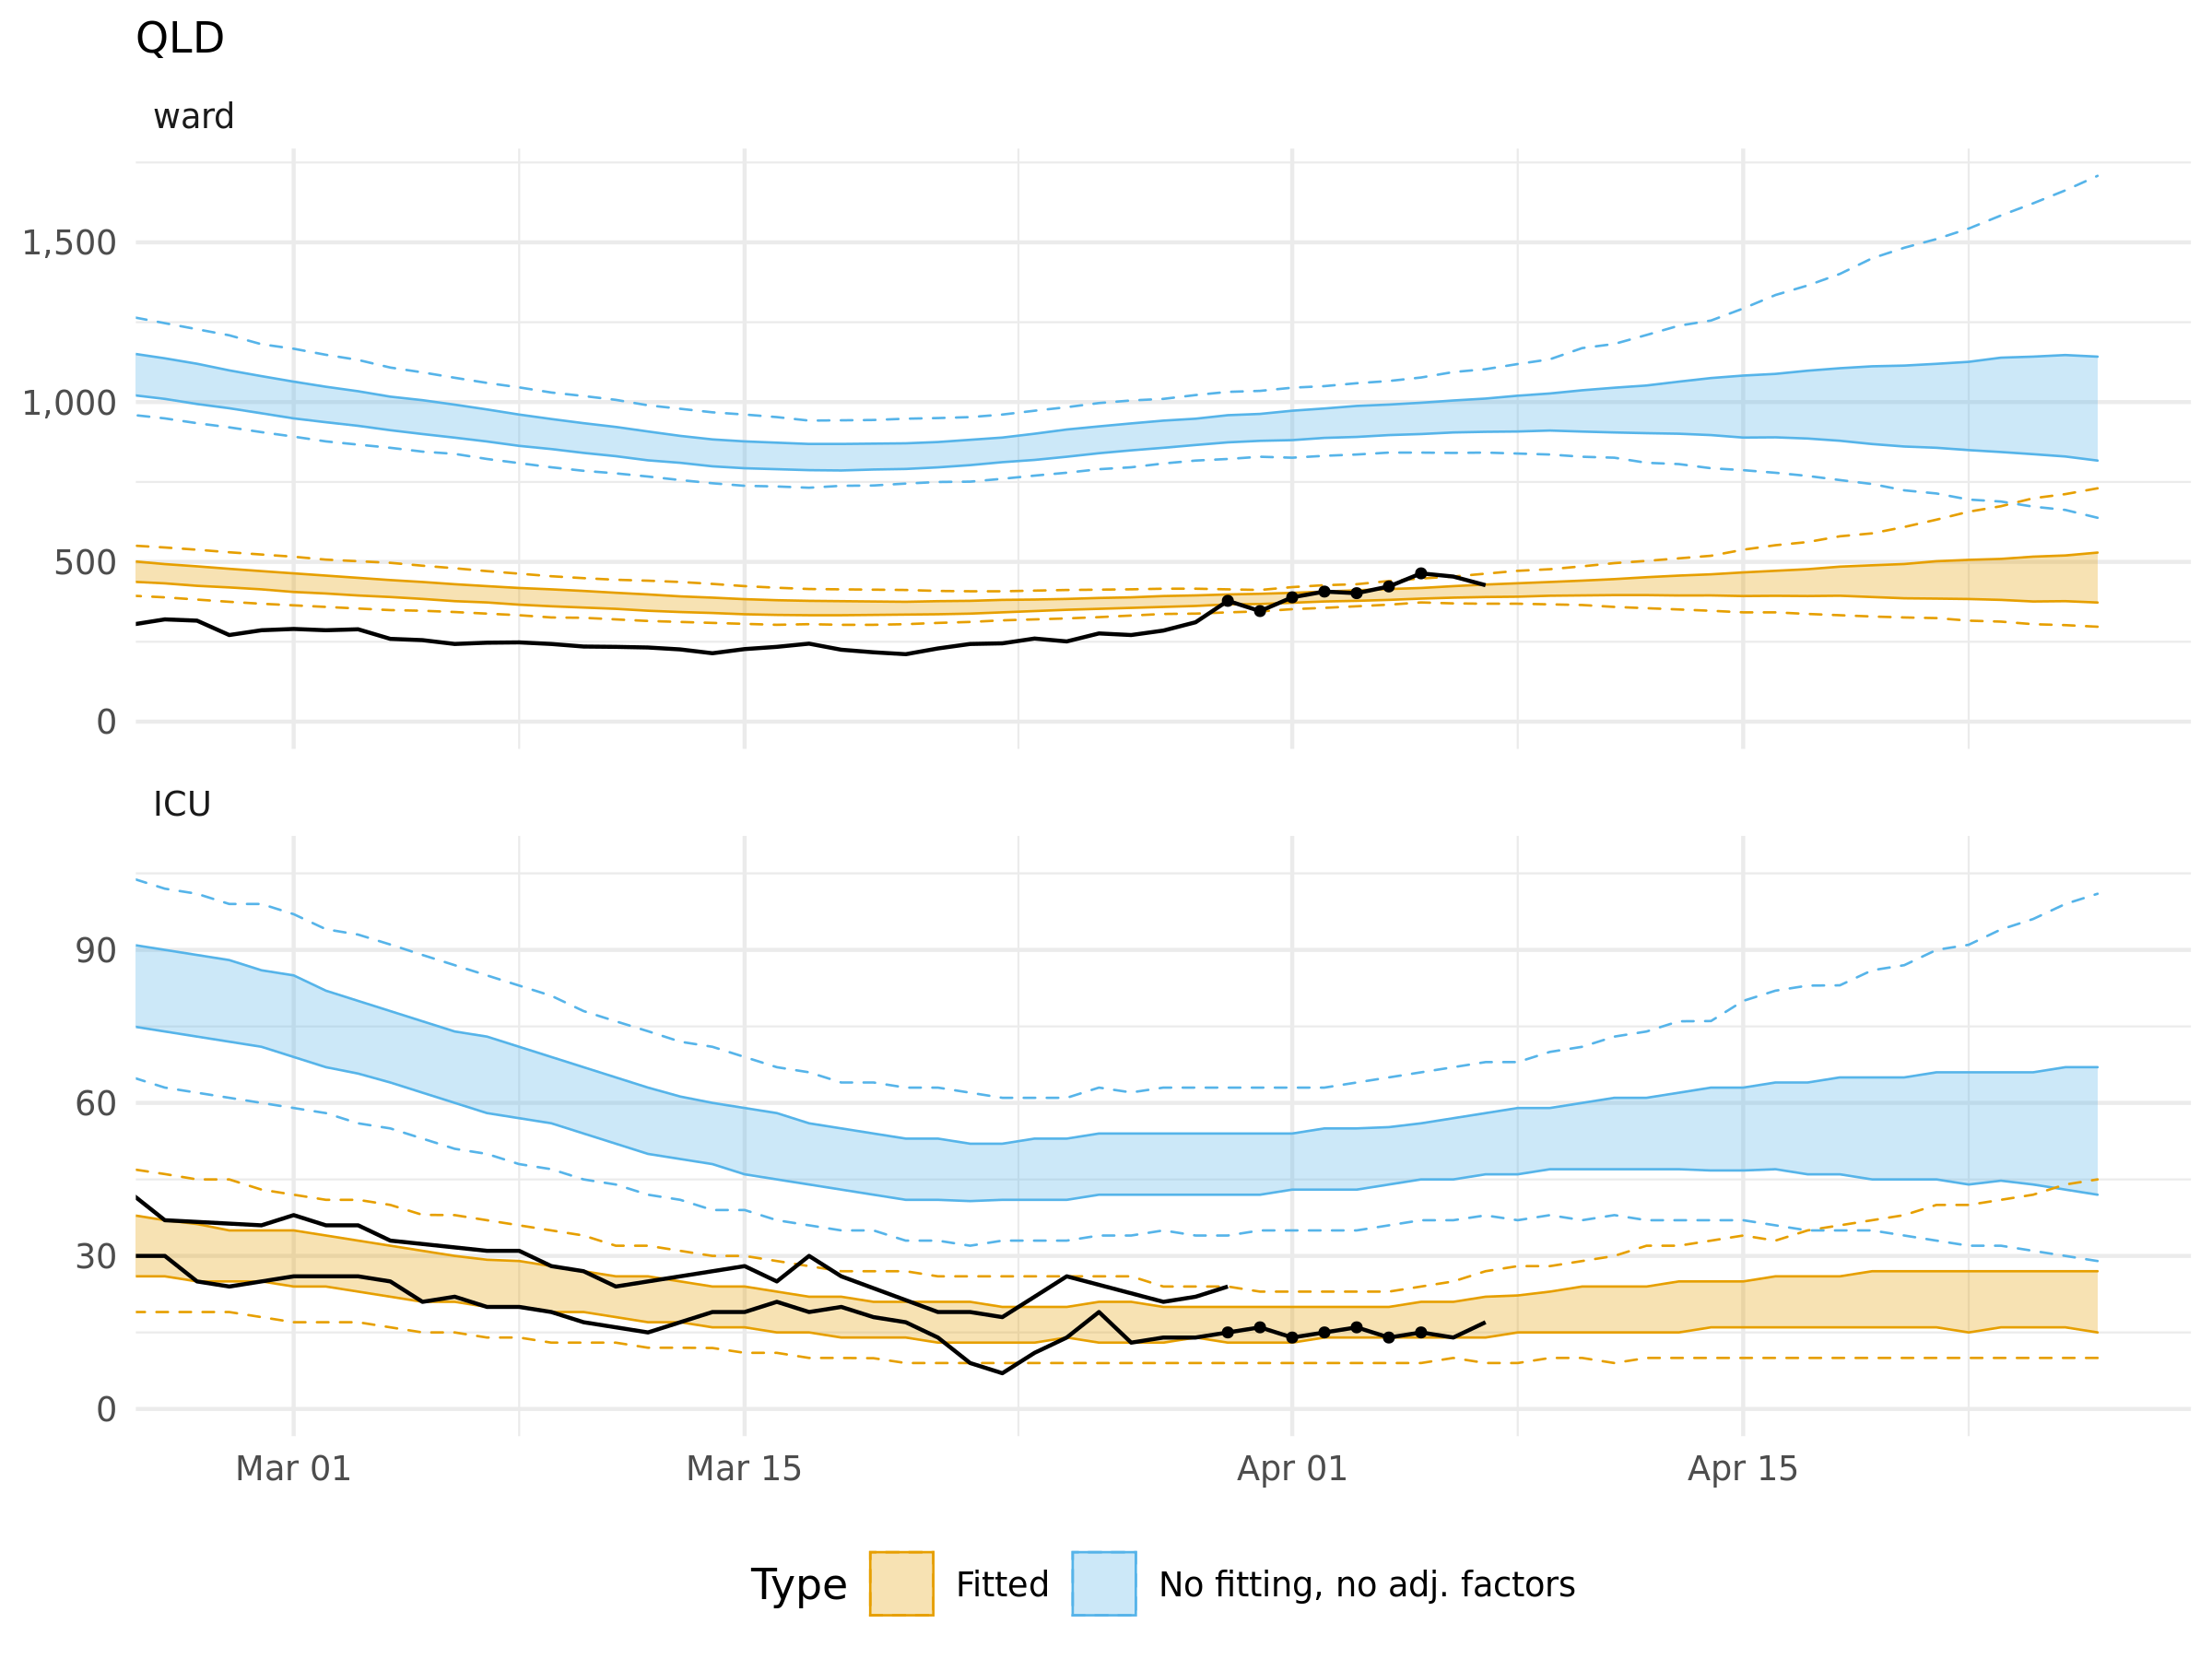 QLD
ward
1,500
1,000
500
0
ICU
90
60
30
0
Mar 01 Mar 15 Apr 01 Apr 15
Type Fitted No fitting, no adj. factors